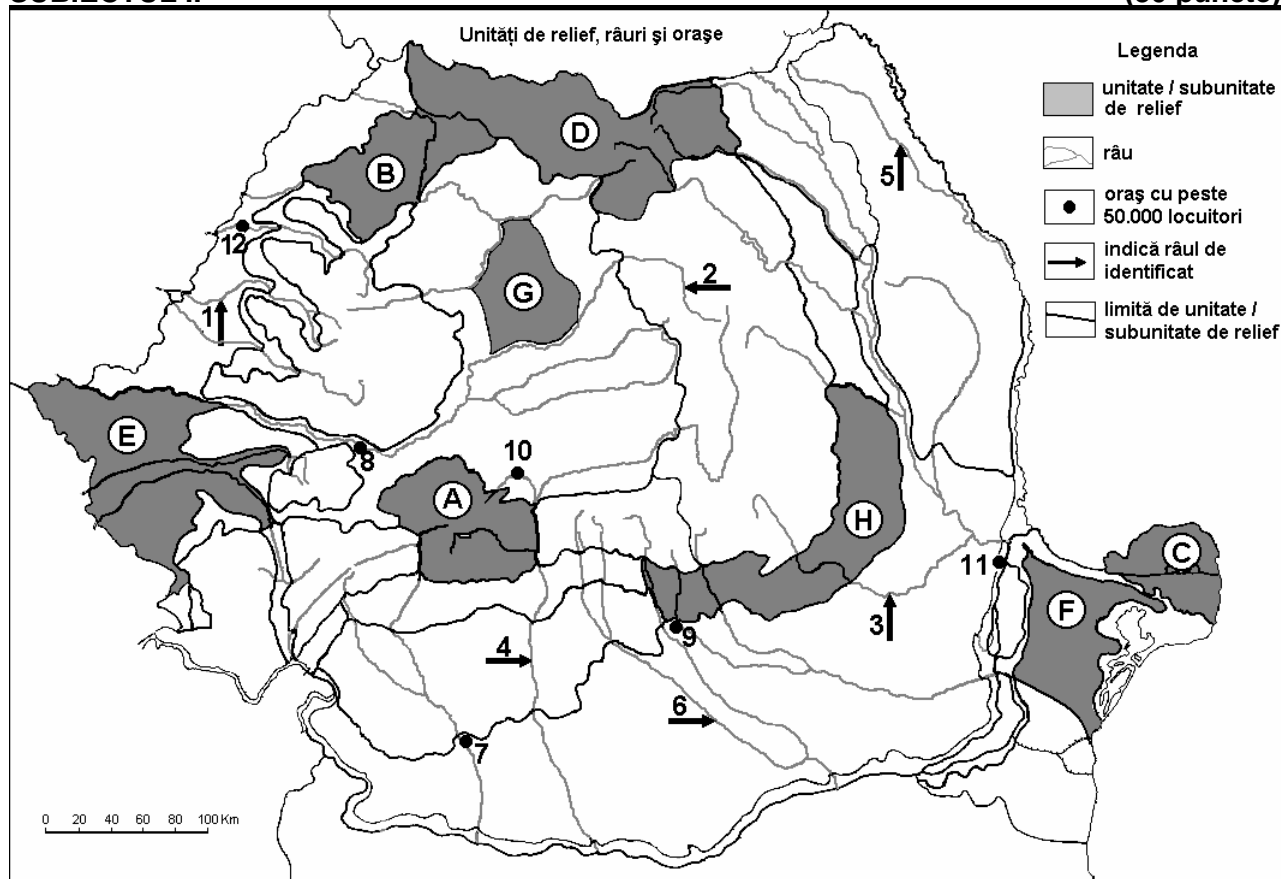 Unităţi de relief, râuri şi oraşe
Legenda
unitate / subunitate
de relief
râu
oraş cu peste
50.000 locuitori
indică râul de
identificat
limită de unitate /
subunitate de relief
D
B
5
12
G
2
1
E
8
10
A
H
C
11
F
3
9
4
6
7
0 20 40 60 80 100 Km